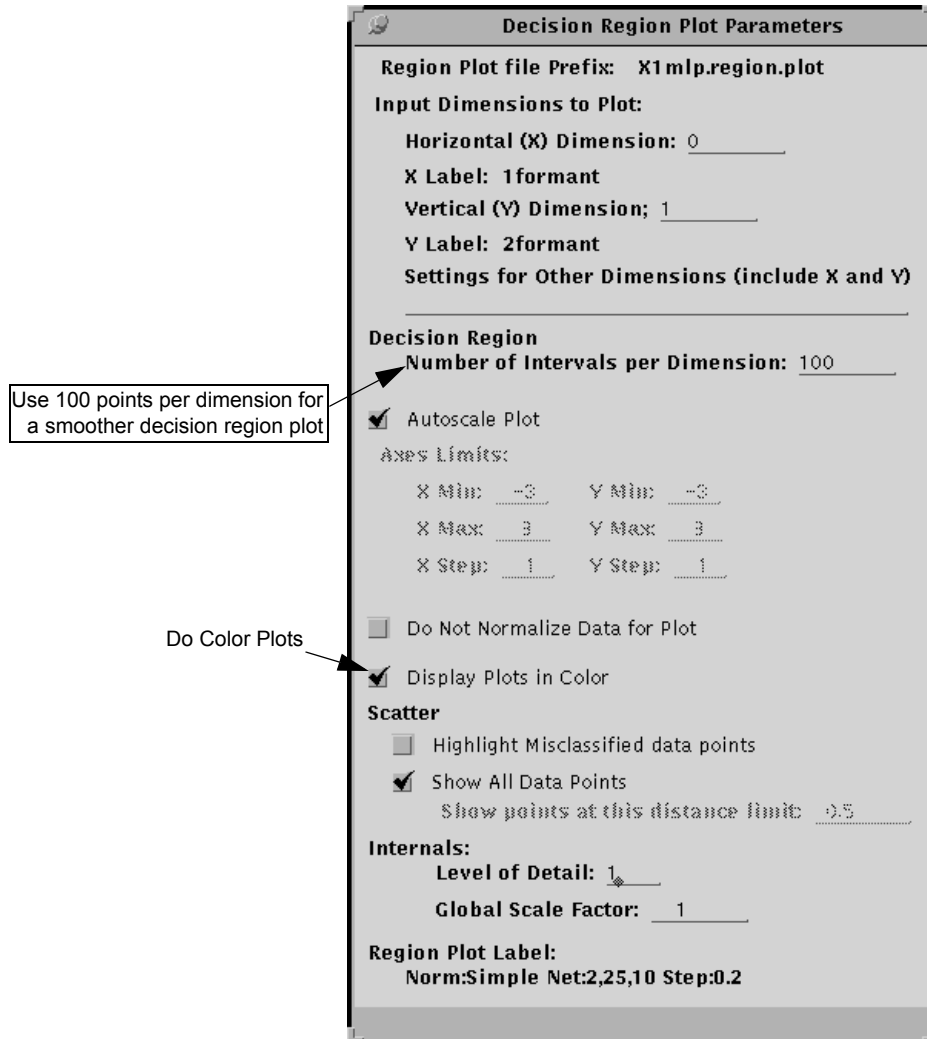 Decision Region Plot Parameters
Region Plot file Prefix: X1mlp.region.plot
Input Dimensions to Plot:
Horizontal (X) Dimension: 0
X Label: 1formant
Vertical (Y) Dimension; 1
Y Label: 2formant
Settings for Other Dimensions (include X and Y)
Decision Region
Number of Intervals per Dimension: 100
Use 100 points per dimension for
a smoother decision region plot
Autoscale Plot
Axes Limits:
X Min: -3 Y Min: -3
X Max: 3 Y Max: 3
X Step: 1 Y Step: 1
Do Not Normalize Data for Plot
Do Color Plots
Display Plots in Color
Scatter
Highlight Misclassified data points
Show All Data Points
Show points at this distance limit: 0.5
Internals:
Level of Detail: 1
Global Scale Factor: 1
Region Plot Label:
Norm:Simple Net:2,25,10 Step:0.2